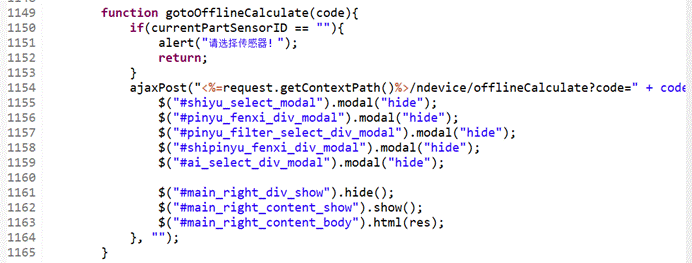 1149 function gotoOfflineCalculate(code){
1150 if(currentPartSensorID == ""){
1151 alert("请选择传感器!");
1152 return;
1153 }
1154 ajaxPost("<%=request.getContextPath()%>/ndevice/offlineCalculate?code=" + code
1155 $("#shiyu_select_modal").modal("hide");
1156 $("#pinyu_fenxi_div_modal").modal("hide");
1157 $("#pinyu_filter_select_div_modal").modal("hide");
1158 $("#shipinyu_fenxi_div_modal").modal("hide");
1159 $("#ai_select_div_modal").modal("hide");
1160
1161 $("#main_right_div_show").hide();
1162 $("#main_right_content_show").show();
1163 $("#main_right_content_body").html(res);
1164 }, "");
1165 }